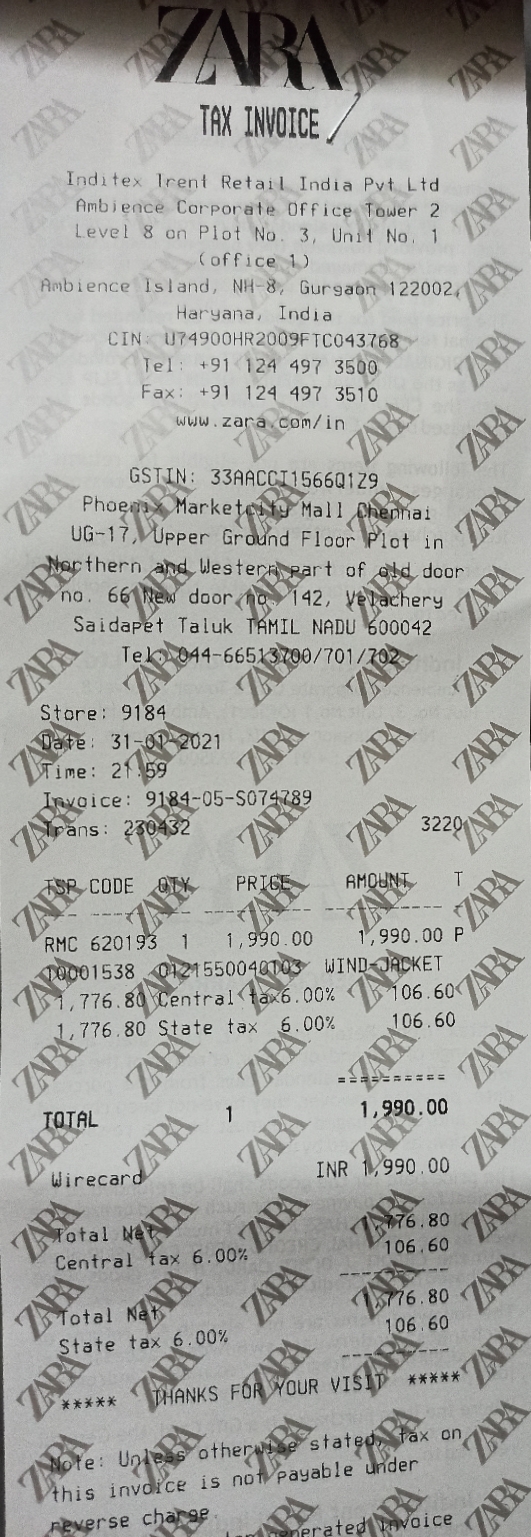 ZARA
TAX INVOICE
Inditex Trent Retail India Pvt Ltd
Ambience Corporate Office Tower 2
Level 8 on Plot No. 3, Unit No. 1
(office 1)
Ambience Island, NH-8, Gurgaon 122002,
Haryana, India
CIN: U74900HR2009FTC043768
Tel: +91 124 497 3500
Fax: +91 124 497 3510
www.zara.com/in
GSTIN: 33AACCI1566Q1Z9
Phoenix Marketcity Mall Chennai
UG-17, Upper Ground Floor Plot in
Northern and Western part of old door
no. 66 New door no. 142, Velachery
Saidapet Taluk TAMIL NADU 600042
Tel: 044-66513700/701/702
Store: 9184
Date: 31-01-2021
Time: 21:59
Invoice: 9184-05-S074789
Trans: 230432 3220
TSP CODE QTY PRICE AMOUNT T
RMC 620193 1 1,990.00 1,990.00 P
10001538 0121550040103 WIND-JACKET
1,776.80 Central tax6.00% 106.60
1,776.80 State tax 6.00% 106.60
==========
TOTAL 1 1,990.00
Wirecard INR 1,990.00
Total Net 1,776.80
Central tax 6.00% 106.60
Total Net 1,776.80
State tax 6.00% 106.60
***** THANKS FOR YOUR VISIT *****
Note: Unless otherwise stated, tax on
this invoice is not payable under
reverse charge
generated invoice